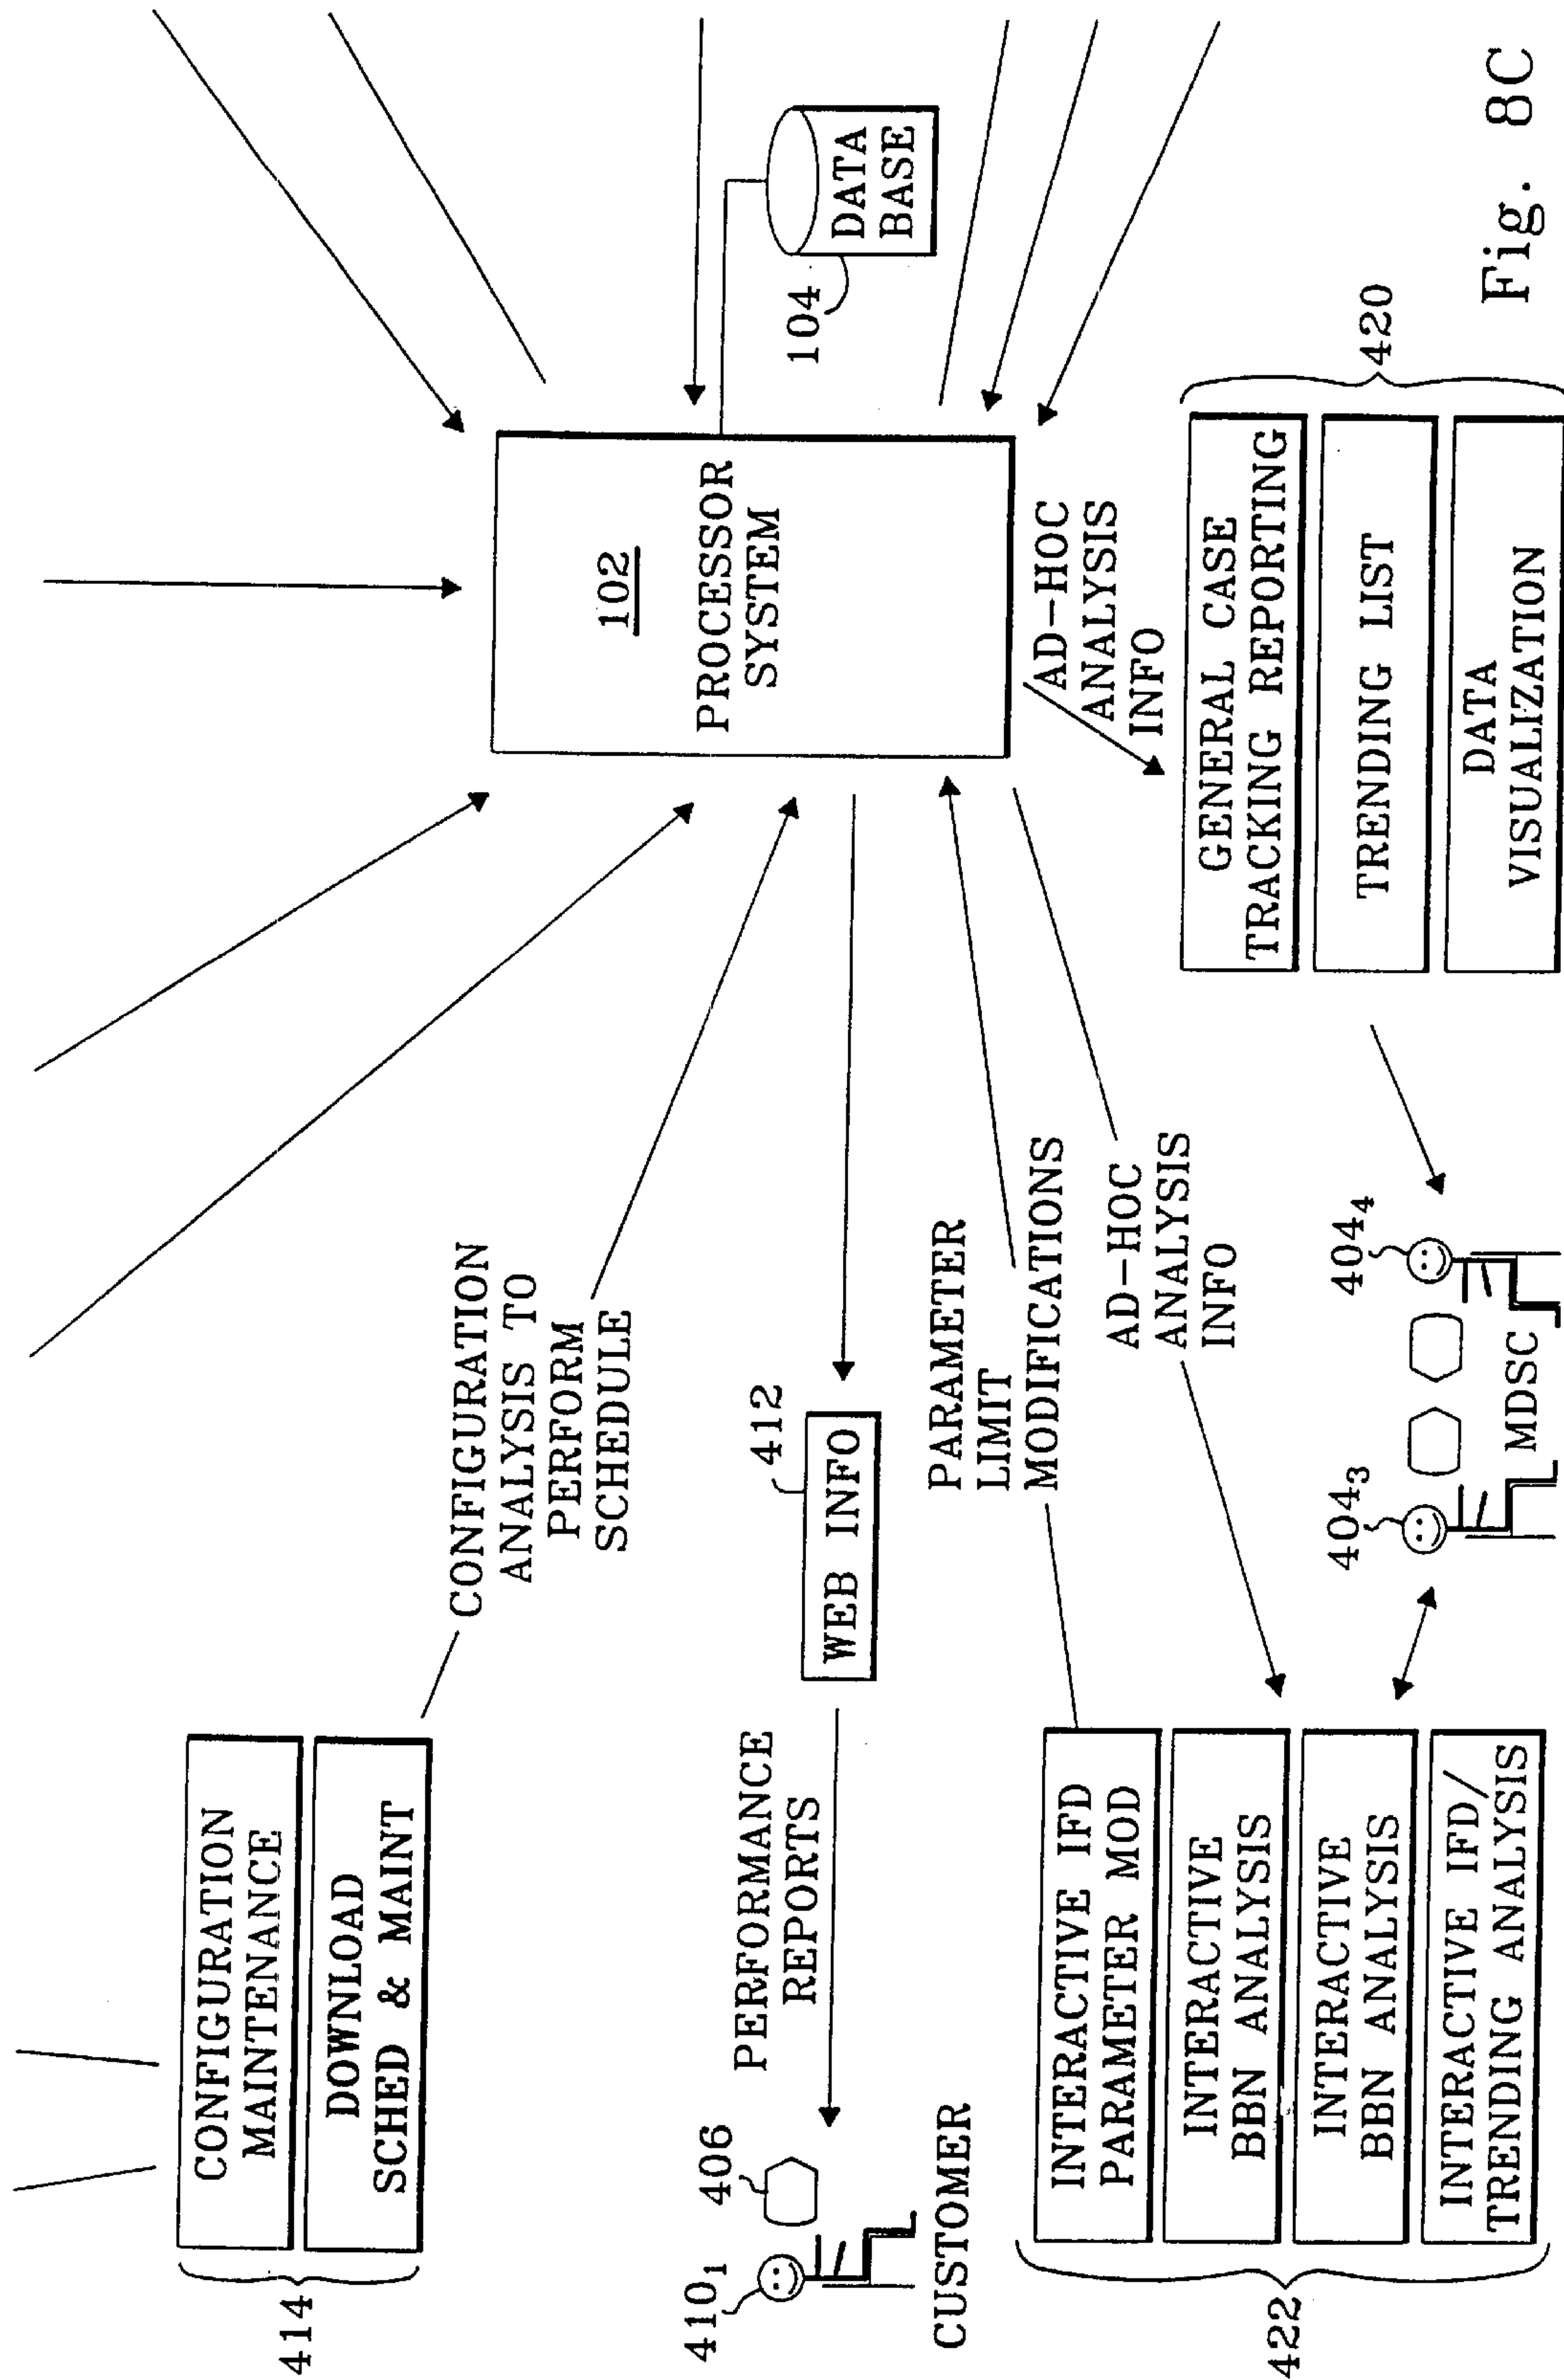 414
CONFIGURATION
MAINTENANCE
DOWNLOAD
SCHED & MAINT
CONFIGURATION
ANALYSIS TO
PERFORM
SCHEDULE
102
PROCESSOR
SYSTEM
104
DATA
BASE
410₁
406
CUSTOMER
PERFORMANCE
REPORTS
412
WEB INFO
PARAMETER
LIMIT
MODIFICATIONS
AD-HOC
ANALYSIS
INFO
AD-HOC
ANALYSIS
INFO
422
INTERACTIVE IFD
PARAMETER MOD
INTERACTIVE
BBN ANALYSIS
INTERACTIVE
BBN ANALYSIS
INTERACTIVE IFD/
TRENDING ANALYSIS
404₃
404₄
MDSC
GENERAL CASE
TRACKING REPORTING
TRENDING LIST
DATA
VISUALIZATION
420
Fig. 8C